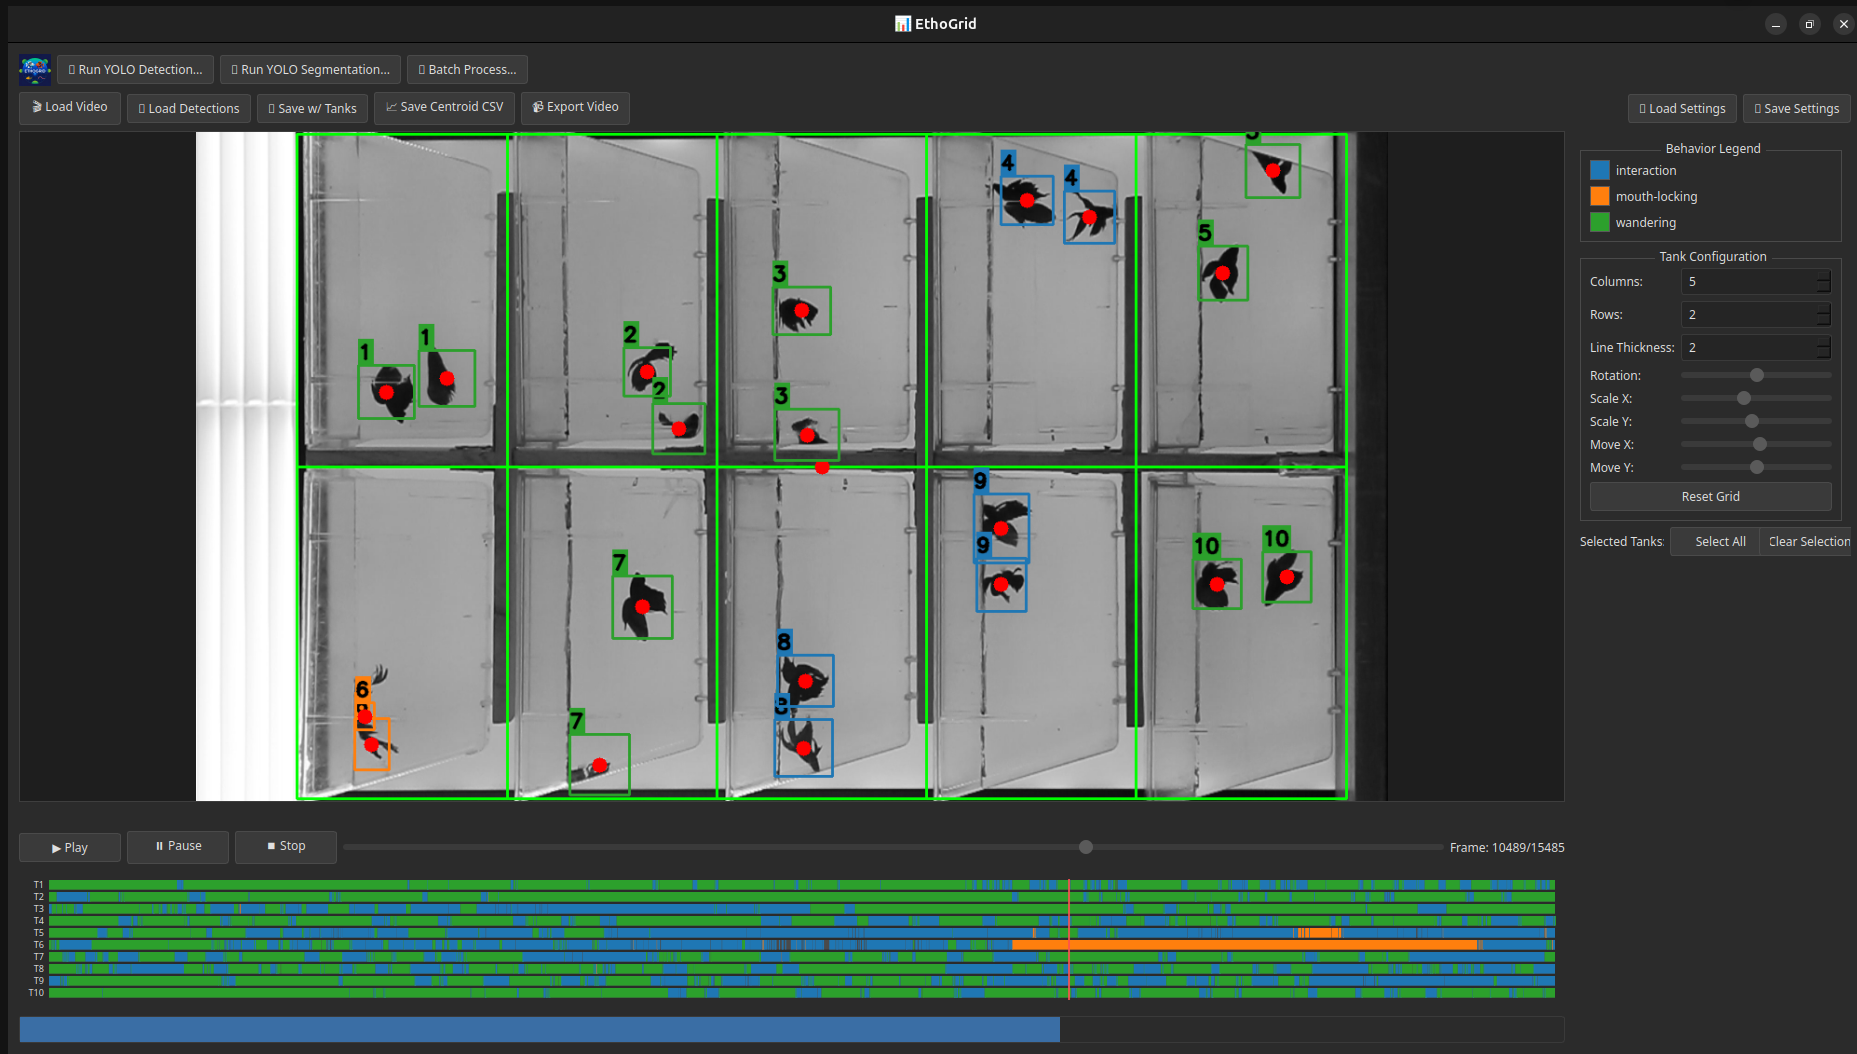 EthoGrid
Run YOLO Detection...
Run YOLO Segmentation...
Batch Process...
Load Video
Load Detections
Save w/ Tanks
Save Centroid CSV
Export Video
Load Settings
Save Settings
Behavior Legend
interaction
mouth-locking
wandering
Tank Configuration
Columns: 5
Rows: 2
Line Thickness: 2
Rotation:
Scale X:
Scale Y:
Move X:
Move Y:
Reset Grid
Selected Tanks: Select All Clear Selection
5
4
4
5
3
1
1
2
2
3
9
9
10
10
7
8
8
6
7
Play
Pause
Stop
Frame: 10489/15485
T1
T2
T3
T4
T5
T6
T7
T8
T9
T10